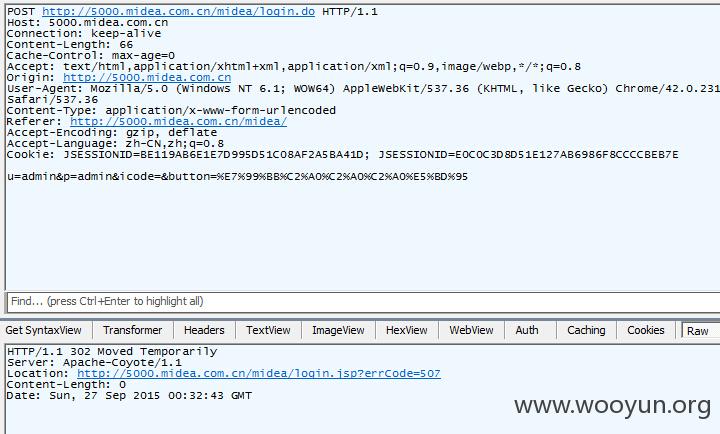 POST http://5000.midea.com.cn/midea/login.do HTTP/1.1
Host: 5000.midea.com.cn
Connection: keep-alive
Content-Length: 66
Cache-Control: max-age=0
Accept: text/html,application/xhtml+xml,application/xml;q=0.9,image/webp,*/*;q=0.8
Origin: http://5000.midea.com.cn
User-Agent: Mozilla/5.0 (Windows NT 6.1; WOW64) AppleWebKit/537.36 (KHTML, like Gecko) Chrome/42.0.231
Safari/537.36
Content-Type: application/x-www-form-urlencoded
Referer: http://5000.midea.com.cn/midea/
Accept-Encoding: gzip, deflate
Accept-Language: zh-CN,zh;q=0.8
Cookie: JSESSIONID=BE119AB6E1E7D995D51C08AF2A5BA41D; JSESSIONID=E0C0C3D8D51E127AB6986F8CCCCBEB7E
u=admin&p=admin&icode=&button=%E7%99%BB%C2%A0%C2%A0%C2%A0%E5%BD%95
Find... (press Ctrl+Enter to highlight all)
Get SyntaxView Transformer Headers TextView ImageView HexView WebView Auth Caching Cookies Raw
HTTP/1.1 302 Moved Temporarily
Server: Apache-Coyote/1.1
Location: http://5000.midea.com.cn/midea/login.jsp?errCode=507
Content-Length: 0
Date: Sun, 27 Sep 2015 00:32:43 GMT
www.wooyun.org